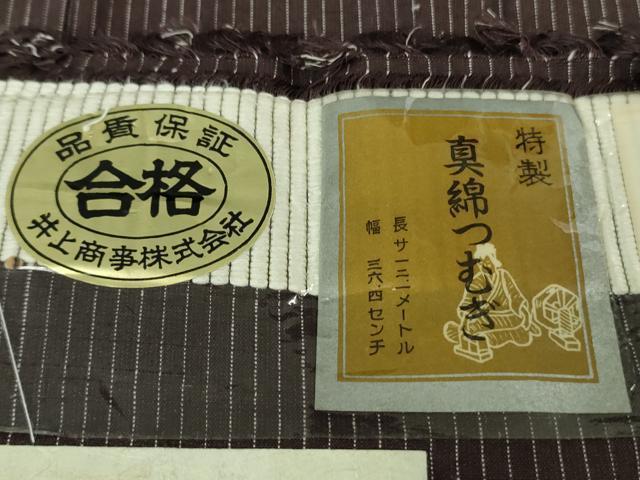 品質保証
合格
井上商事株式会社
特製
真綿つむぎ
長サ一二.一メートル
幅 三六.四センチ